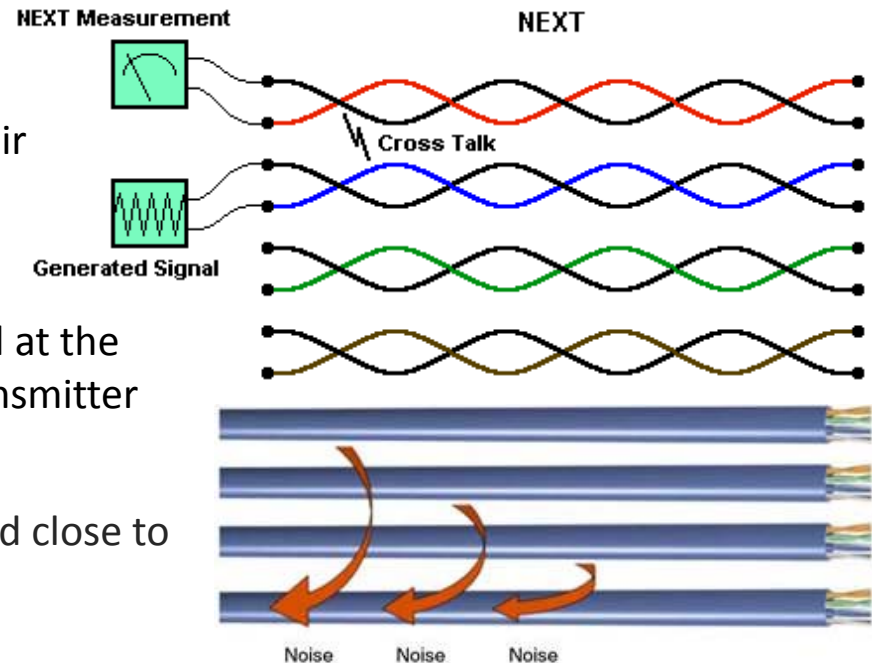 NEXT Measurement
NEXT
ir
Cross Talk
Generated Signal
l at the
nsmitter
d close to
Noise Noise Noise